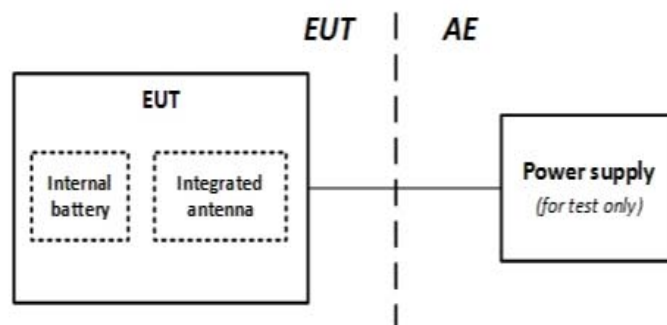 EUT
AE
EUT
Internal
battery
Integrated
antenna
Power supply
(for test only)